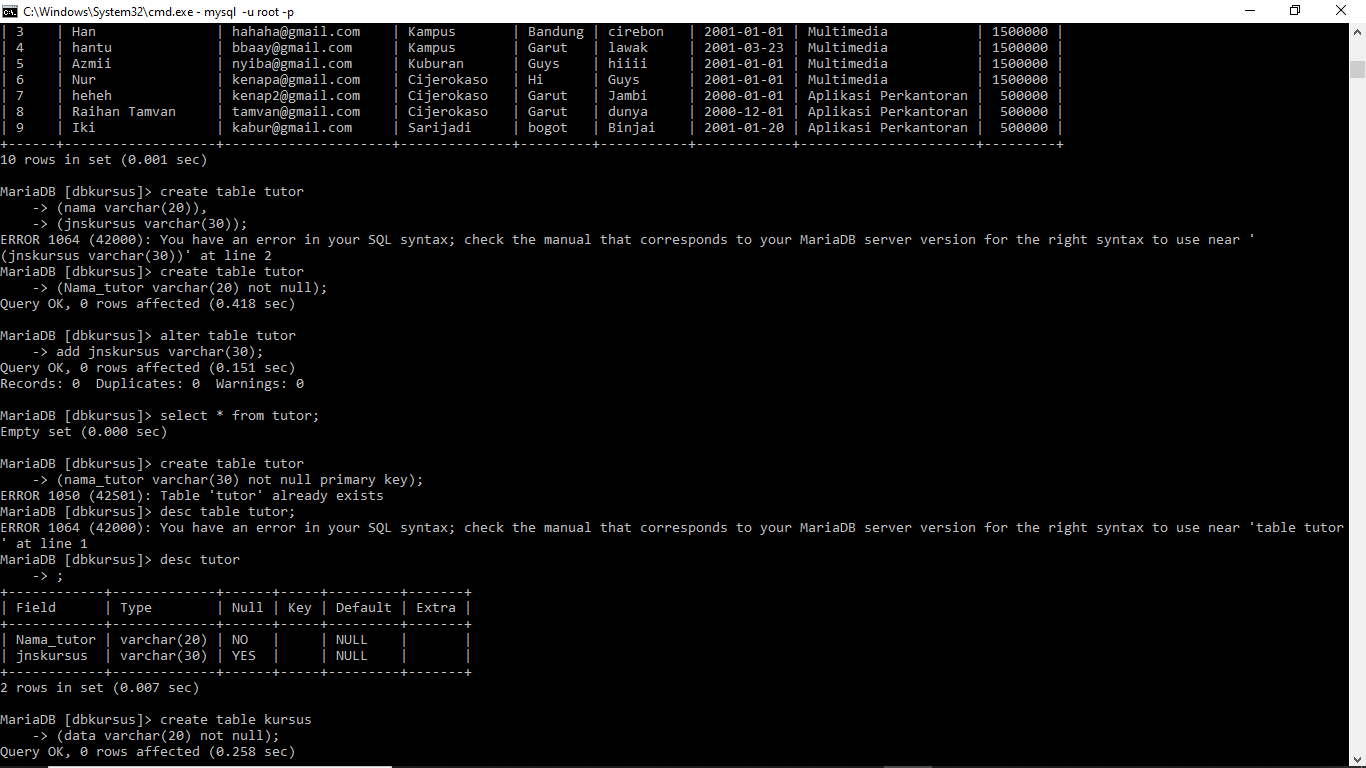 C:\Windows\System32\cmd.exe - mysql -u root -p
| 3    | Han               | hahaha@gmail.com    | Kampus       | Bandung | cirebon   | 2001-01-01 | Multimedia           | 1500000 |
| 4    | hantu             | bbaay@gmail.com     | Kampus       | Garut   | lawak     | 2001-03-23 | Multimedia           | 1500000 |
| 5    | Azmii             | nyiba@gmail.com     | Kuburan      | Guys    | hiiii     | 2001-01-01 | Multimedia           | 1500000 |
| 6    | Nur               | kenapa@gmail.com    | Cijerokaso   | Hi      | Guys      | 2001-01-01 | Multimedia           | 1500000 |
| 7    | heheh             | kenap2@gmail.com    | Cijerokaso   | Garut   | Jambi     | 2000-01-01 | Aplikasi Perkantoran |  500000 |
| 8    | Raihan Tamvan     | tamvan@gmail.com    | Cijerokaso   | Garut   | dunya     | 2000-12-01 | Aplikasi Perkantoran |  500000 |
| 9    | Iki               | kabur@gmail.com     | Sarijadi     | bogot   | Binjai    | 2001-01-20 | Aplikasi Perkantoran |  500000 |
+------+-------------------+---------------------+--------------+---------+-----------+------------+----------------------+---------+
10 rows in set (0.001 sec)
MariaDB [dbkursus]> create table tutor
    -> (nama varchar(20)),
    -> (jnskursus varchar(30));
ERROR 1064 (42000): You have an error in your SQL syntax; check the manual that corresponds to your MariaDB server version for the right syntax to use near '
(jnskursus varchar(30))' at line 2
MariaDB [dbkursus]> create table tutor
    -> (Nama_tutor varchar(20) not null);
Query OK, 0 rows affected (0.418 sec)
MariaDB [dbkursus]> alter table tutor
    -> add jnskursus varchar(30);
Query OK, 0 rows affected (0.151 sec)
Records: 0  Duplicates: 0  Warnings: 0
MariaDB [dbkursus]> select * from tutor;
Empty set (0.000 sec)
MariaDB [dbkursus]> create table tutor
    -> (nama_tutor varchar(30) not null primary key);
ERROR 1050 (42S01): Table 'tutor' already exists
MariaDB [dbkursus]> desc table tutor;
ERROR 1064 (42000): You have an error in your SQL syntax; check the manual that corresponds to your MariaDB server version for the right syntax to use near 'table tutor
' at line 1
MariaDB [dbkursus]> desc tutor
    -> ;
+------------+-------------+------+-----+---------+-------+
| Field      | Type        | Null | Key | Default | Extra |
+------------+-------------+------+-----+---------+-------+
| Nama_tutor | varchar(20) | NO   |     | NULL    |       |
| jnskursus  | varchar(30) | YES  |     | NULL    |       |
+------------+-------------+------+-----+---------+-------+
2 rows in set (0.007 sec)
MariaDB [dbkursus]> create table kursus
    -> (data varchar(20) not null);
Query OK, 0 rows affected (0.258 sec)